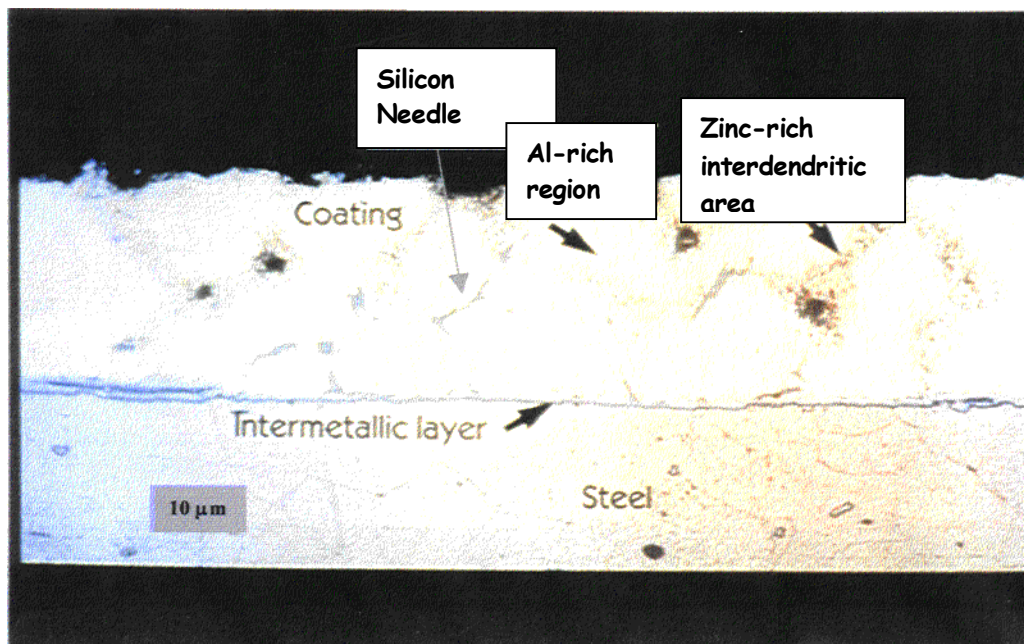 Silicon
Needle
Al-rich
region
Zinc-rich
interdendritic
area
Coating
Intermetallic layer
Steel
10 μm